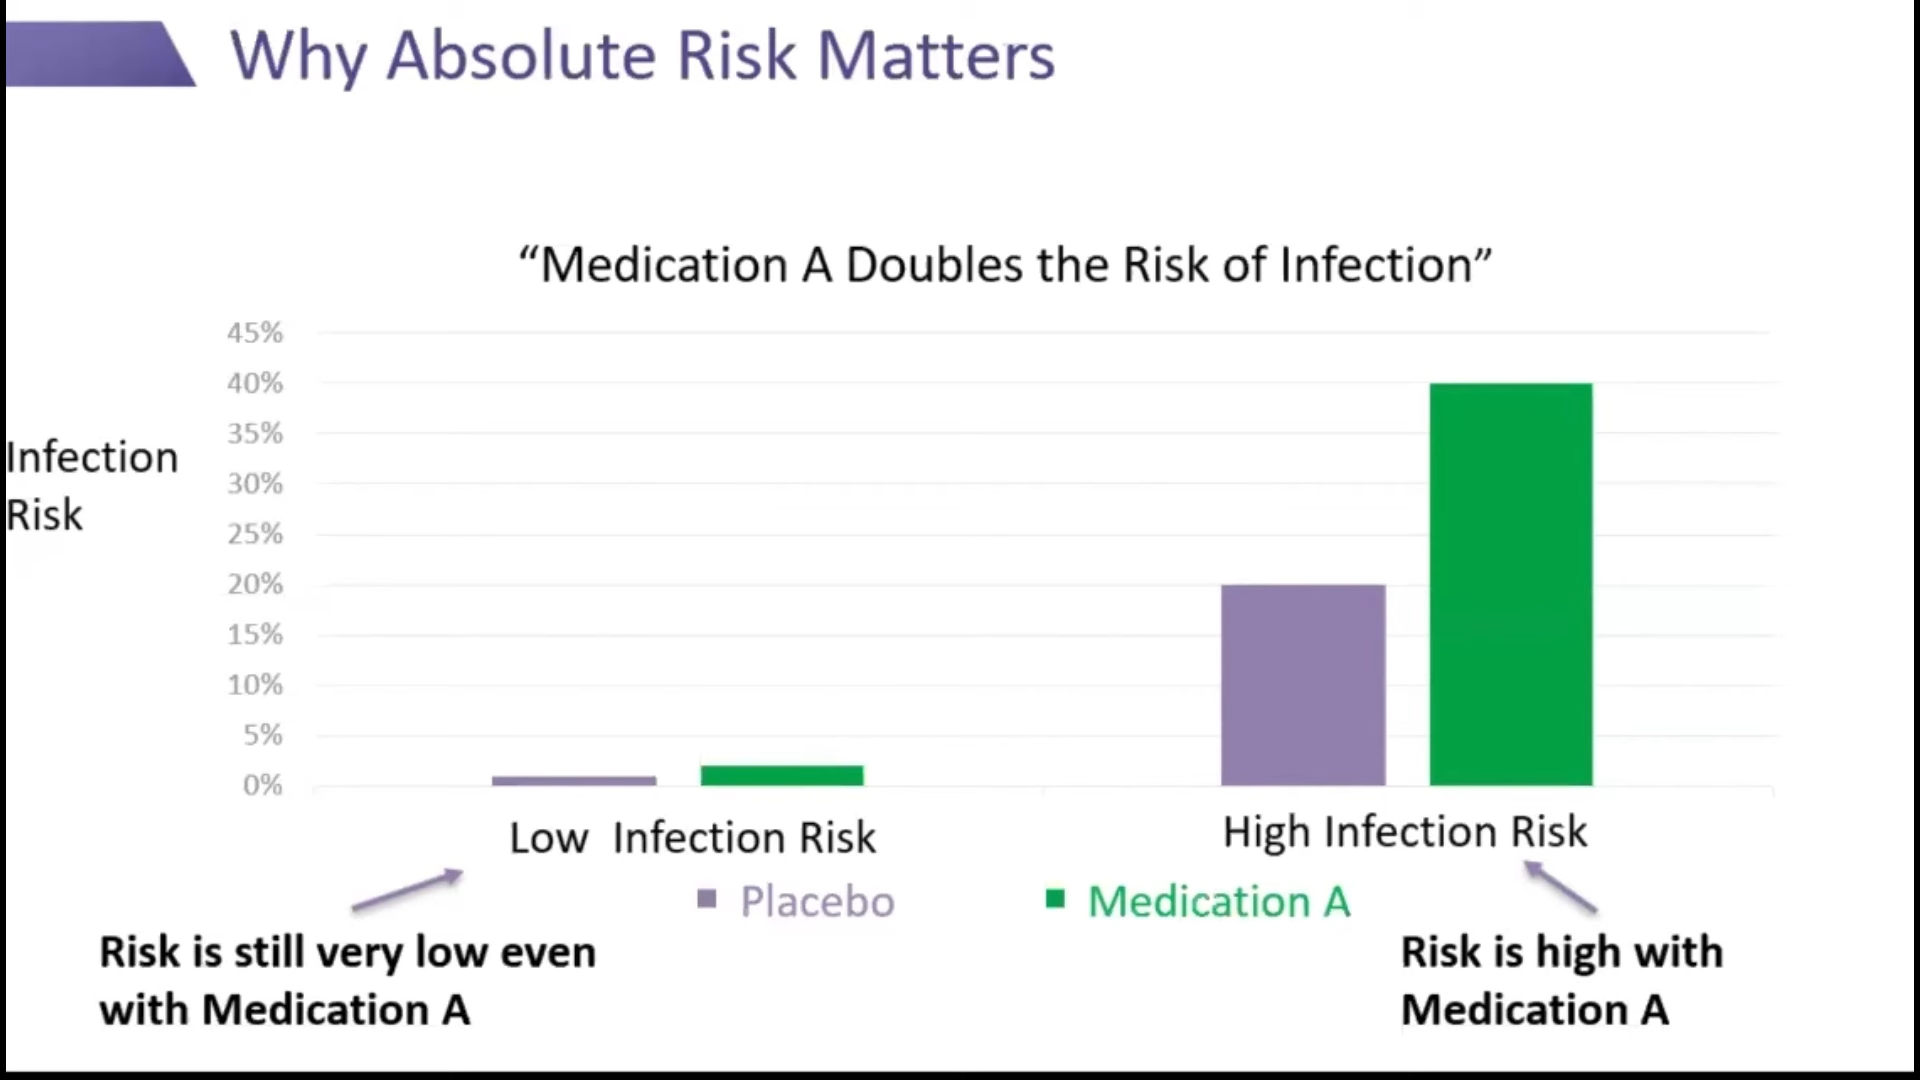 Why Absolute Risk Matters
“Medication A Doubles the Risk of Infection”
45%
40%
35%
30%
25%
20%
15%
10%
5%
0%
Infection
Risk
Low Infection Risk
High Infection Risk
Placebo
Medication A
Risk is still very low even
with Medication A
Risk is high with
Medication A